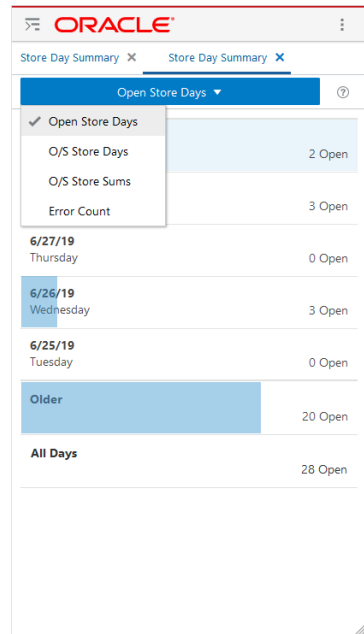 ORACLE
Store Day Summary
Store Day Summary
Open Store Days
Open Store Days
O/S Store Days
O/S Store Sums
Error Count
2 Open
3 Open
6/27/19
Thursday
0 Open
6/26/19
Wednesday
3 Open
6/25/19
Tuesday
0 Open
Older
20 Open
All Days
28 Open